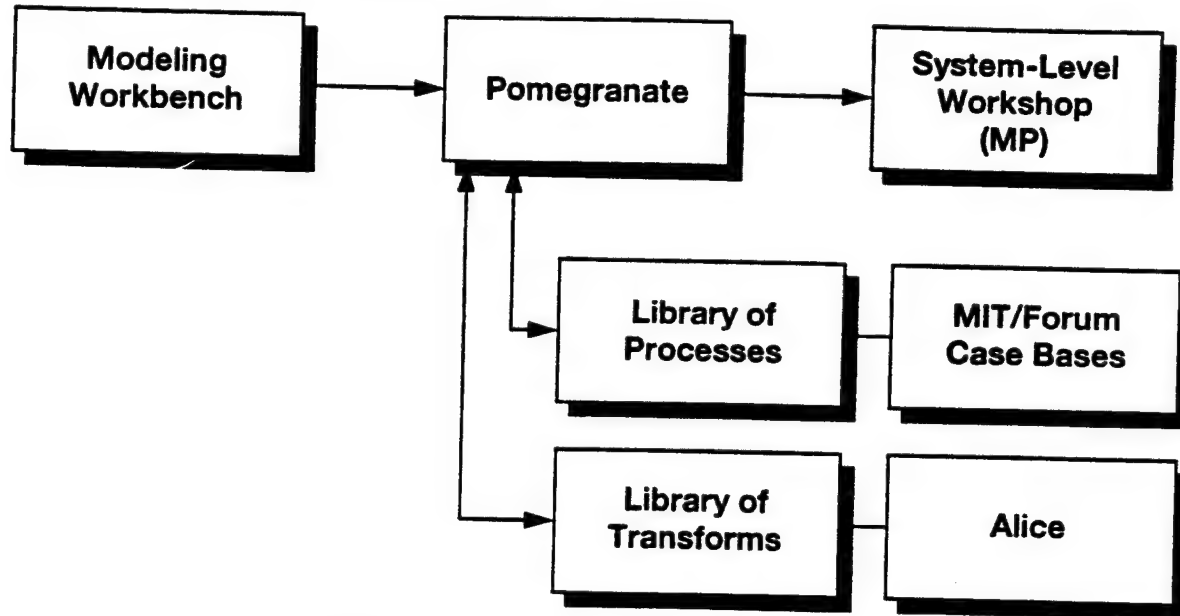 Modeling
Workbench
Pomegranate
System-Level
Workshop
(MP)
Library of
Processes
MIT/Forum
Case Bases
Library of
Transforms
Alice